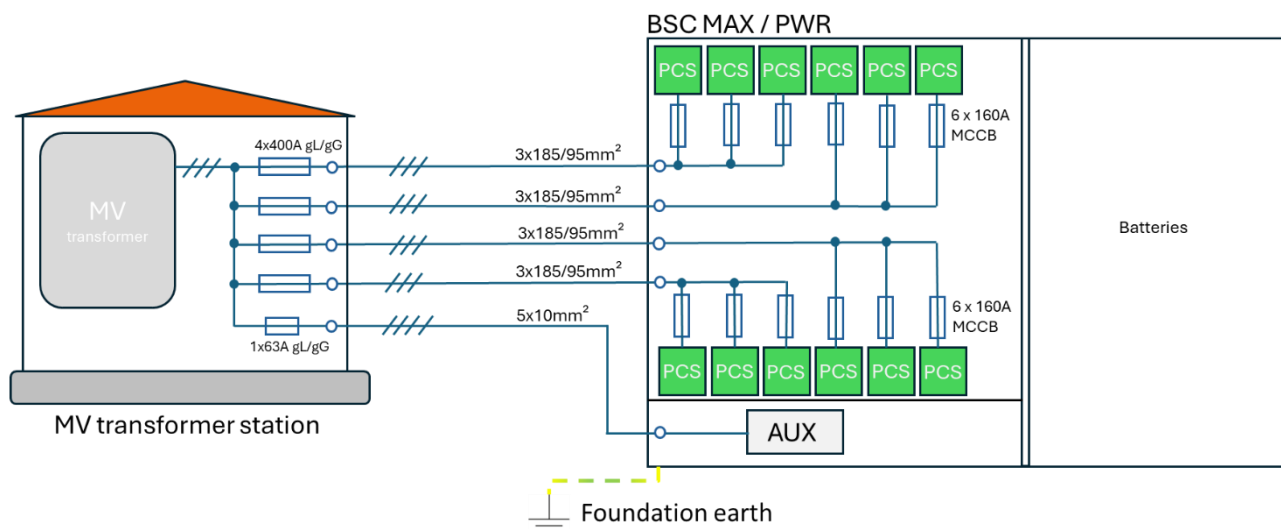 BSC MAX / PWR
PCS PCS PCS PCS PCS PCS
6 x 160A
MCCB
4x400A gL/gG
3x185/95mm²
3x185/95mm²
3x185/95mm²
3x185/95mm²
5x10mm²
1x63A gL/gG
MV
transformer
MV transformer station
Batteries
6 x 160A
MCCB
PCS PCS PCS PCS PCS PCS
AUX
Foundation earth